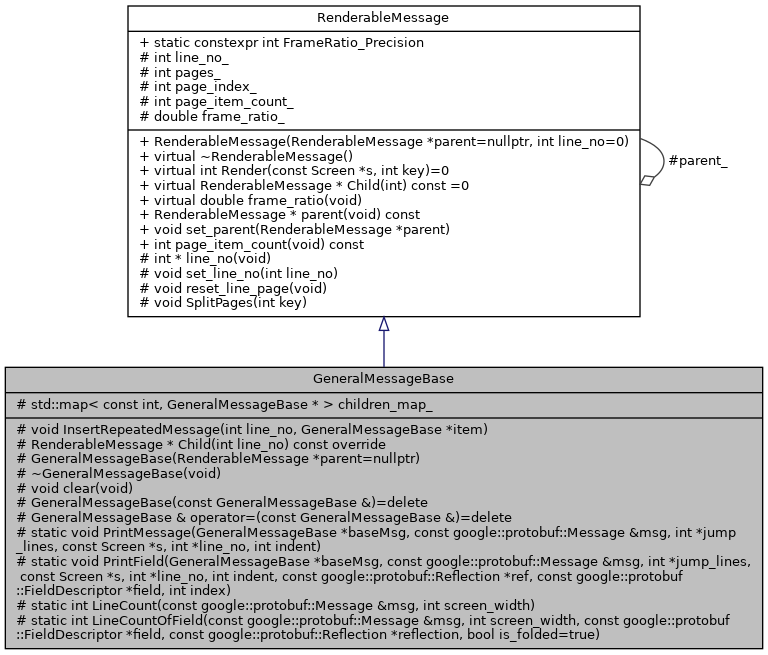 RenderableMessage
+ static constexpr int FrameRatio_Precision
# int line_no_
# int pages_
# int page_index_
# int page_item_count_
# double frame_ratio_
+ RenderableMessage(RenderableMessage *parent=nullptr, int line_no=0)
+ virtual ~RenderableMessage()
+ virtual int Render(const Screen *s, int key)=0
+ virtual RenderableMessage * Child(int) const =0
+ virtual double frame_ratio(void)
+ RenderableMessage * parent(void) const
+ void set_parent(RenderableMessage *parent)
+ int page_item_count(void) const
# int * line_no(void)
# void set_line_no(int line_no)
# void reset_line_page(void)
# void SplitPages(int key)
#parent_
GeneralMessageBase
# std::map< const int, GeneralMessageBase * > children_map_
# void InsertRepeatedMessage(int line_no, GeneralMessageBase *item)
# RenderableMessage * Child(int line_no) const override
# GeneralMessageBase(RenderableMessage *parent=nullptr)
# ~GeneralMessageBase(void)
# void clear(void)
# GeneralMessageBase(const GeneralMessageBase &)=delete
# GeneralMessageBase & operator=(const GeneralMessageBase &)=delete
# static void PrintMessage(GeneralMessageBase *baseMsg, const google::protobuf::Message &msg, int *jump
_lines, const Screen *s, int *line_no, int indent)
# static void PrintField(GeneralMessageBase *baseMsg, const google::protobuf::Message &msg, int *jump_lines,
const Screen *s, int *line_no, int indent, const google::protobuf::Reflection *ref, const google::protobuf
::FieldDescriptor *field, int index)
# static int LineCount(const google::protobuf::Message &msg, int screen_width)
# static int LineCountOfField(const google::protobuf::Message &msg, int screen_width, const google::protobuf
::FieldDescriptor *field, const google::protobuf::Reflection *reflection, bool is_folded=true)